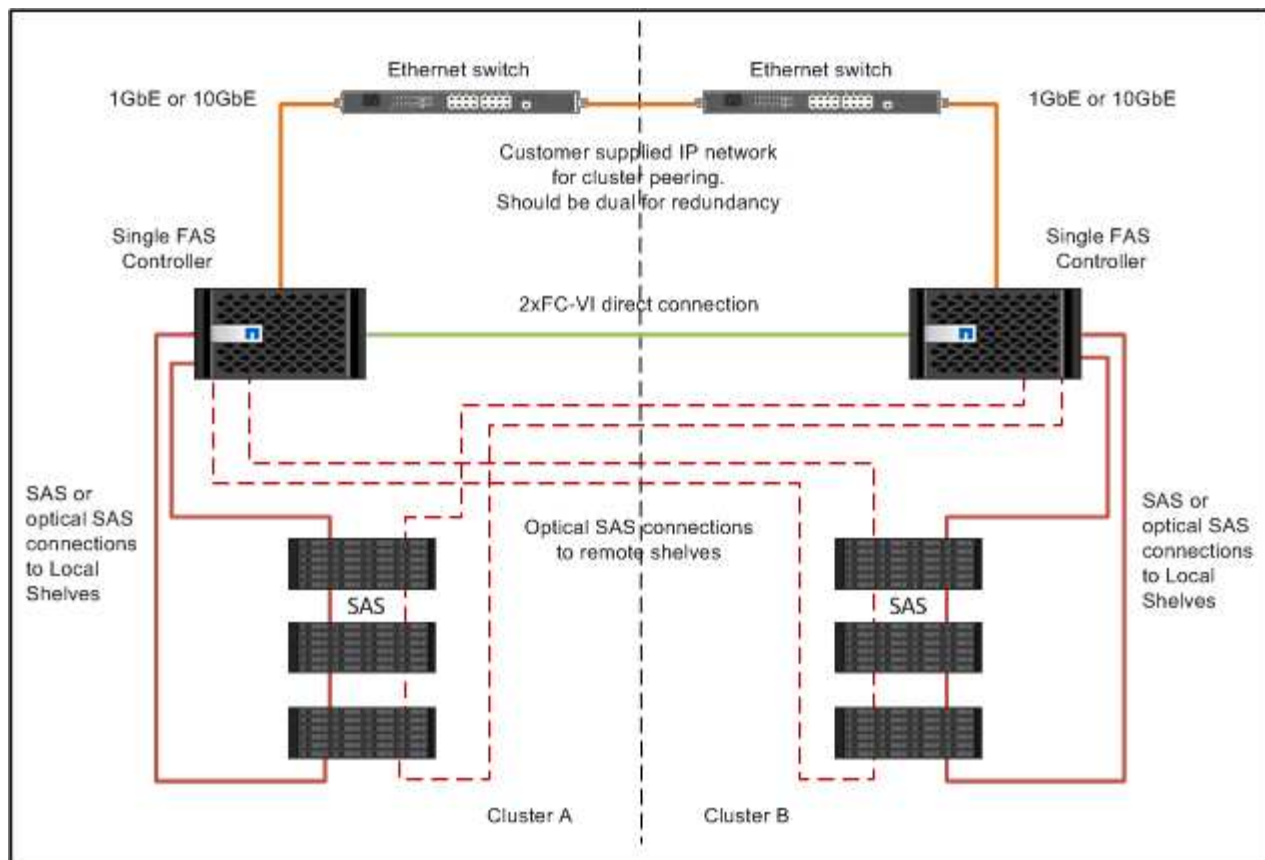 Ethernet switch
Ethernet switch
1GbE or 10GbE
1GbE or 10GbE
Customer supplied IP network
for cluster peering.
Should be dual for redundancy
Single FAS
Controller
Single FAS
Controller
2xFC-VI direct connection
SAS or
optical SAS
connections
to Local
Shelves
Optical SAS connections
to remote shelves
SAS or
optical SAS
connections
to Local
Shelves
SAS
SAS
Cluster A
Cluster B